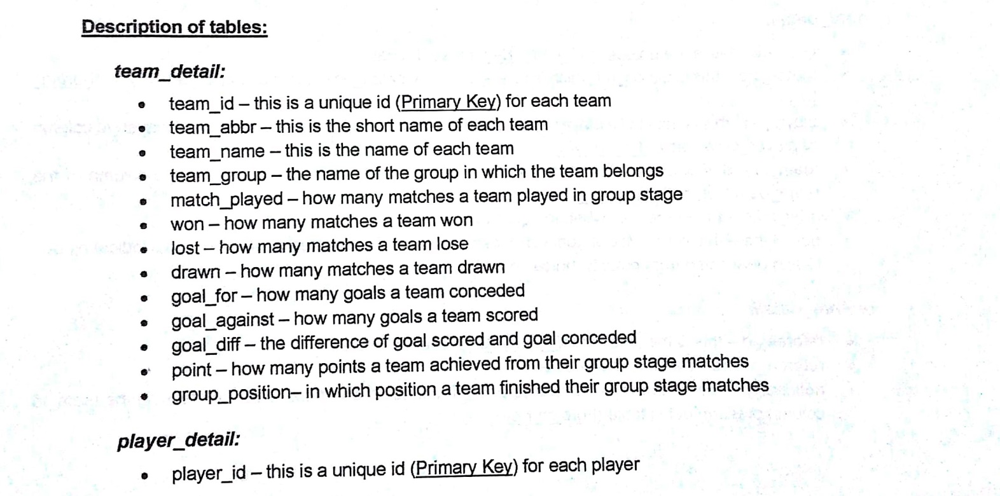 Description of tables:
team_detail:
• team_id – this is a unique id (Primary Key) for each team
• team_abbr – this is the short name of each team
• team_name – this is the name of each team
• team_group – the name of the group in which the team belongs
• match_played – how many matches a team played in group stage
• won – how many matches a team won
• lost – how many matches a team lose
• drawn – how many matches a team drawn
• goal_for – how many goals a team conceded
• goal_against – how many goals a team scored
• goal_diff – the difference of goal scored and goal conceded
• point – how many points a team achieved from their group stage matches
• group_position– in which position a team finished their group stage matches
player_detail:
• player_id – this is a unique id (Primary Key) for each player